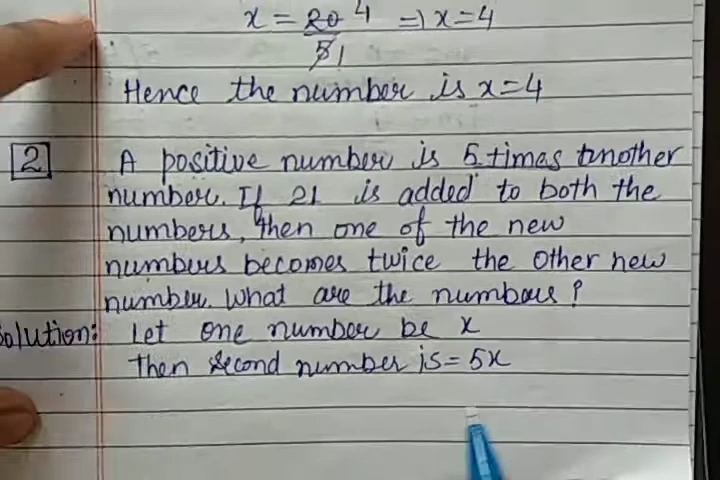 x = 20 4 => x = 4
51
Hence the number is x = 4
2 A positive number is 5 times another
number. If 21 is added to both the
numbers, then one of the new
numbers becomes twice the other new
number. What are the numbers?
Solution: Let one number be x
Then second number is = 5x